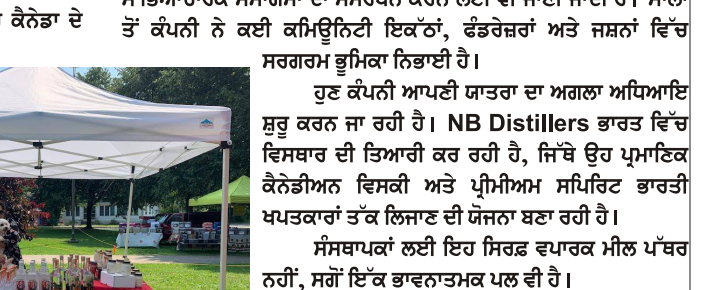 ਕੈਨੇਡਾ ਦੇ
ਤੋਂ ਕੰਪਨੀ ਨੇ ਕਈ ਕਮਿਊਨਿਟੀ ਇਕੱਠਾਂ, ਫੰਡਰੇਜ਼ਰਾਂ ਅਤੇ ਜਸ਼ਨਾਂ ਵਿੱਚ
ਸਰਗਰਮ ਭੂਮਿਕਾ ਨਿਭਾਈ ਹੈ।
ਹੁਣ ਕੰਪਨੀ ਆਪਣੀ ਯਾਤਰਾ ਦਾ ਅਗਲਾ ਅਧਿਆਇ
ਸ਼ੁਰੂ ਕਰਨ ਜਾ ਰਹੀ ਹੈ। NB Distillers ਭਾਰਤ ਵਿੱਚ
ਵਿਸਥਾਰ ਦੀ ਤਿਆਰੀ ਕਰ ਰਹੀ ਹੈ, ਜਿੱਥੇ ਉਹ ਪ੍ਰਮਾਣਿਕ
ਕੈਨੇਡੀਅਨ ਵਿਸਕੀ ਅਤੇ ਪ੍ਰੀਮੀਅਮ ਸਪਿਰਿਟ ਭਾਰਤੀ
ਖਪਤਕਾਰਾਂ ਤੱਕ ਲਿਜਾਣ ਦੀ ਯੋਜਨਾ ਬਣਾ ਰਹੀ ਹੈ।
ਸੰਸਥਾਪਕਾਂ ਲਈ ਇਹ ਸਿਰਫ਼ ਵਪਾਰਕ ਮੀਲ ਪੱਥਰ
ਨਹੀਂ, ਸਗੋਂ ਇੱਕ ਭਾਵਨਾਤਮਕ ਪਲ ਵੀ ਹੈ।